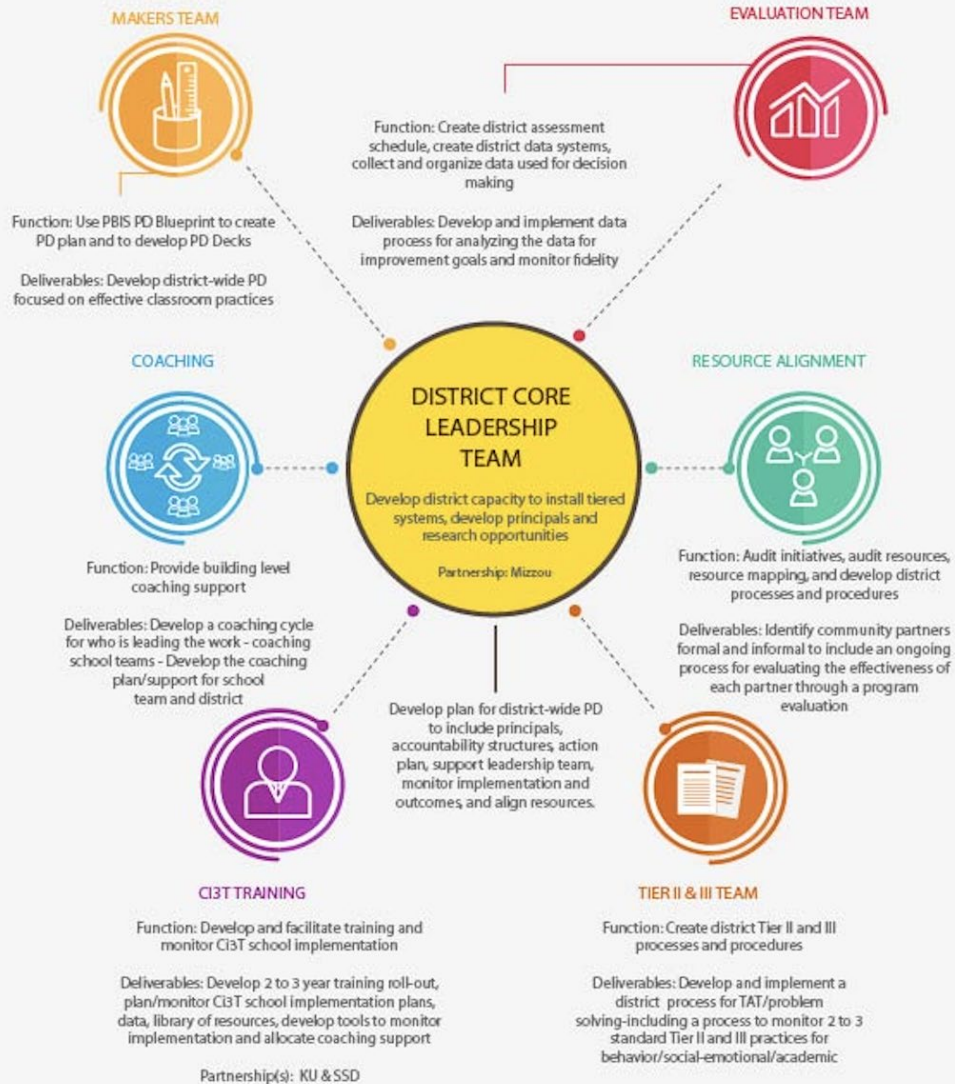 MAKERS TEAM
Function: Use PBIS PD Blueprint to create
PD plan and to develop PD Decks
Deliverables: Develop district-wide PD
focused on effective classroom practices
EVALUATION TEAM
Function: Create district assessment
schedule, create district data systems,
collect and organize data used for decision
making
Deliverables: Develop and implement data
process for analyzing the data for
improvement goals and monitor fidelity
COACHING
Function: Provide building level
coaching support
Deliverables: Develop a coaching cycle
for who is leading the work - coaching
school teams - Develop the coaching
plan/support for school
team and district
DISTRICT CORE
LEADERSHIP
TEAM
Develop district capacity to install tiered
systems, develop principals and
research opportunities
Partnership: Mizzou
Develop plan for district-wide PD
to include principals,
accountability structures, action
plan, support leadership team,
monitor implementation and
outcomes, and align resources.
RESOURCE ALIGNMENT
Function: Audit initiatives, audit resources,
resource mapping, and develop district
processes and procedures
Deliverables: Identify community partners
formal and informal to include an ongoing
process for evaluating the effectiveness of
each partner through a program
evaluation
CI3T TRAINING
Function: Develop and facilitate training and
monitor Ci3T school implementation
Deliverables: Develop 2 to 3 year training roll-out,
plan/monitor Ci3T school implementation plans,
data, library of resources, develop tools to monitor
implementation and allocate coaching support
Partnership(s): KU & SSD
TIER II & III TEAM
Function: Create district Tier II and III
processes and procedures
Deliverables: Develop and implement a
district process for TAT/problem
solving-including a process to monitor 2 to 3
standard Tier II and III practices for
behavior/social-emotional/academic